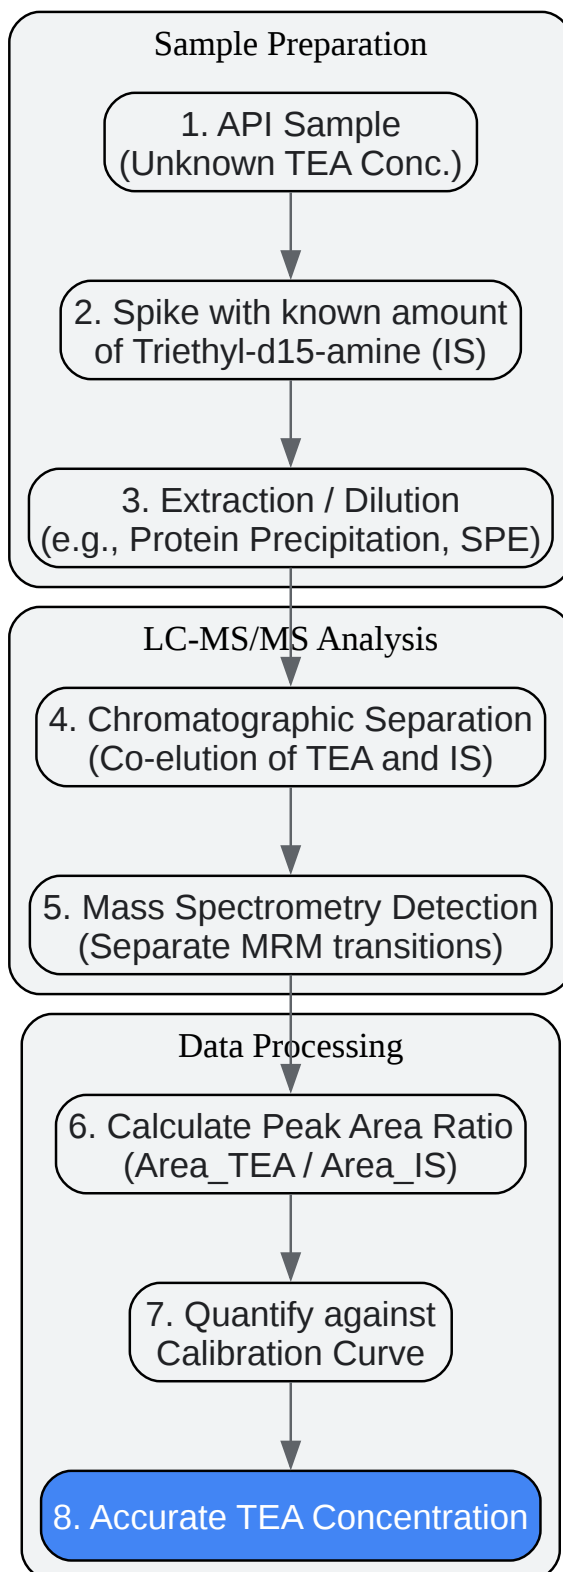 Sample Preparation
1. API Sample
(Unknown TEA Conc.)
2. Spike with known amount
of Triethyl-d15-amine (IS)
3. Extraction / Dilution
(e.g., Protein Precipitation, SPE)
LC-MS/MS Analysis
4. Chromatographic Separation
(Co-elution of TEA and IS)
5. Mass Spectrometry Detection
(Separate MRM transitions)
Data Processing
6. Calculate Peak Area Ratio
(Area_TEA / Area_IS)
7. Quantify against
Calibration Curve
8. Accurate TEA Concentration